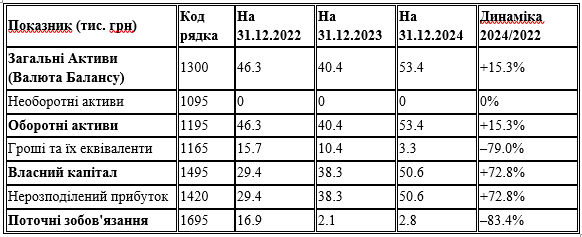 Показник (тис. грн) Код рядка На 31.12.2022 На 31.12.2023 На 31.12.2024 Динаміка 2024/2022
Загальні Активи (Валюта Балансу) 1300 46.3 40.4 53.4 +15.3%
Необоротні активи 1095 0 0 0 0%
Оборотні активи 1195 46.3 40.4 53.4 +15.3%
Гроші та їх еквіваленти 1165 15.7 10.4 3.3 –79.0%
Власний капітал 1495 29.4 38.3 50.6 +72.8%
Нерозподілений прибуток 1420 29.4 38.3 50.6 +72.8%
Поточні зобов'язання 1695 16.9 2.1 2.8 –83.4%